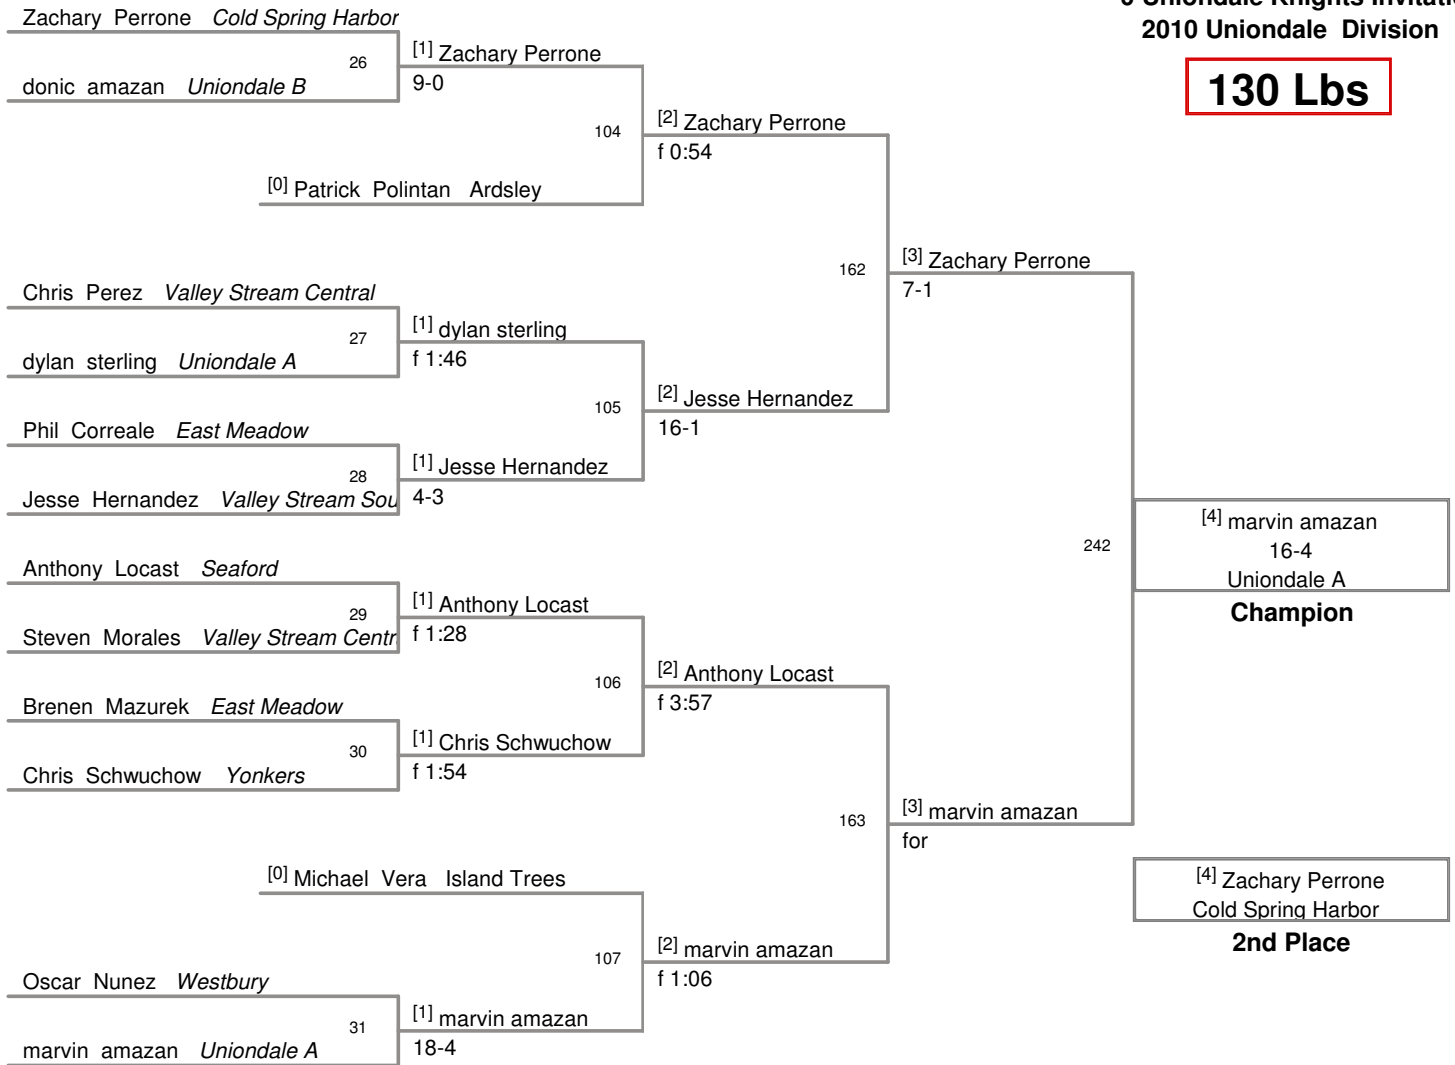 6 Uniondale Knights Invitatio
2010 Uniondale Division
130 Lbs
Zachary Perrone Cold Spring Harbor
26
donic amazan Uniondale B
[1] Zachary Perrone
9-0
104
[0] Patrick Polintan Ardsley
[2] Zachary Perrone
f 0:54
Chris Perez Valley Stream Central
27
dylan sterling Uniondale A
[1] dylan sterling
f 1:46
105
Phil Correale East Meadow
28
Jesse Hernandez Valley Stream Sou
[1] Jesse Hernandez
4-3
[2] Jesse Hernandez
16-1
162
[3] Zachary Perrone
7-1
Anthony Locast Seaford
29
Steven Morales Valley Stream Centr
[1] Anthony Locast
f 1:28
106
Brenen Mazurek East Meadow
30
Chris Schwuchow Yonkers
[1] Chris Schwuchow
f 1:54
[2] Anthony Locast
f 3:57
163
[0] Michael Vera Island Trees
107
Oscar Nunez Westbury
31
marvin amazan Uniondale A
[1] marvin amazan
18-4
[2] marvin amazan
f 1:06
[3] marvin amazan
for
242
[4] marvin amazan
16-4
Uniondale A
Champion
[4] Zachary Perrone
Cold Spring Harbor
2nd Place